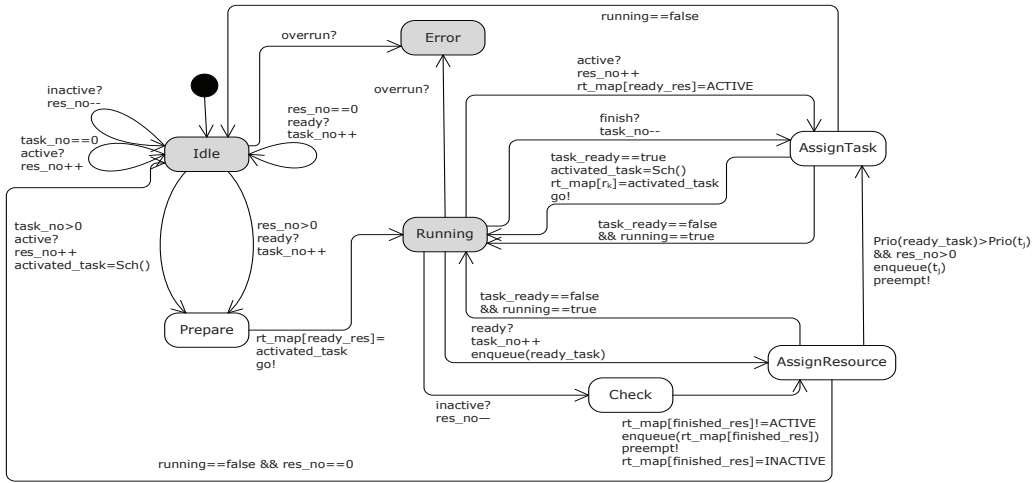 running==false
overrun?
Error
active?
res_no++
rt_map[ready_res]=ACTIVE
overrun?
inactive?
res_no--
res_no==0
ready?
task_no++
finish?
task_no--
task_no==0
active?
res_no++
Idle
AssignTask
task_ready==true
activated_task=Sch()
rt_map[rₖ]=activated_task
go!
task_no>0
active?
res_no++
activated_task=Sch()
res_no>0
ready?
task_no++
Running
task_ready==false
&& running==true
Prio(ready_task)>Prio(tⱼ)
&& res_no>0
enqueue(tⱼ)
preempt!
task_ready==false
&& running==true
Prepare
rt_map[ready_res]=
activated_task
go!
ready?
task_no++
enqueue(ready_task)
AssignResource
Check
inactive?
res_no—
rt_map[finished_res]!=ACTIVE
enqueue(rt_map[finished_res])
preempt!
rt_map[finished_res]=INACTIVE
running==false && res_no==0